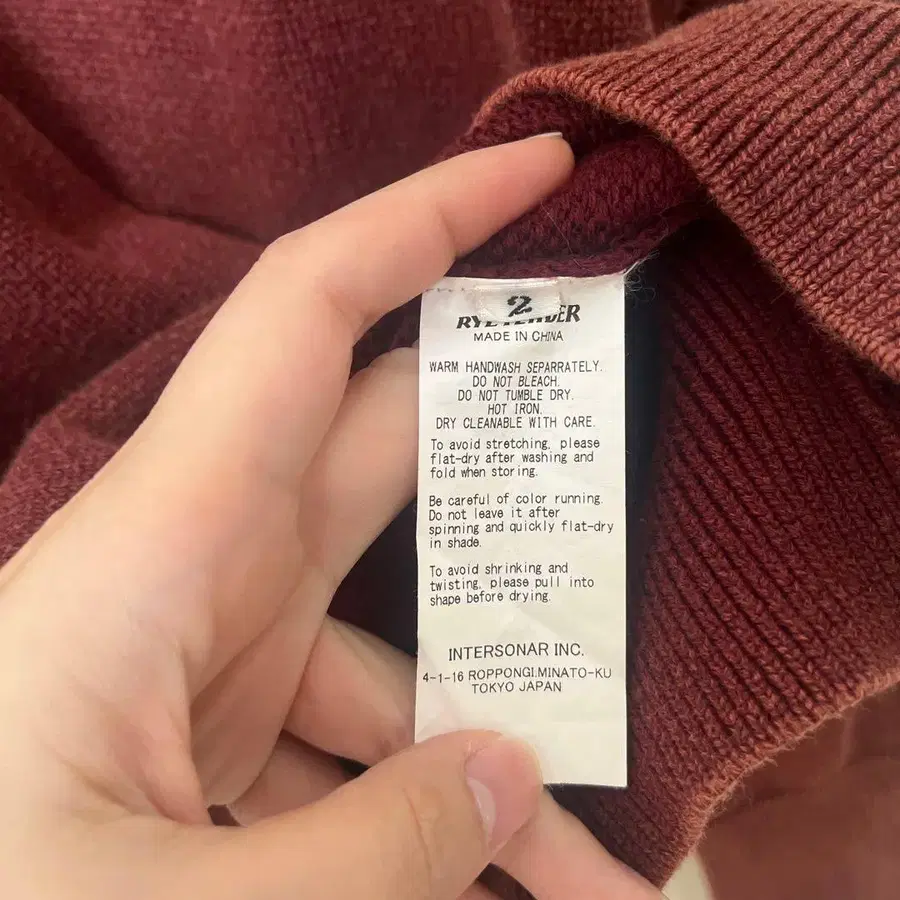 2
MADE IN CHINA
WARM HANDWASH SEPARRATELY.
DO NOT BLEACH.
DO NOT TUMBLE DRY.
HOT IRON.
DRY CLEANABLE WITH CARE.
To avoid stretching, please
flat-dry after washing and
fold when storing.
Be careful of color running.
Do not leave it after
spinning and quickly flat-dry
in shade.
To avoid shrinking and
twisting, please pull into
shape before drying.
INTERSONAR INC.
4-1-16 ROPPONGI.MINATO-KU
TOKYO JAPAN